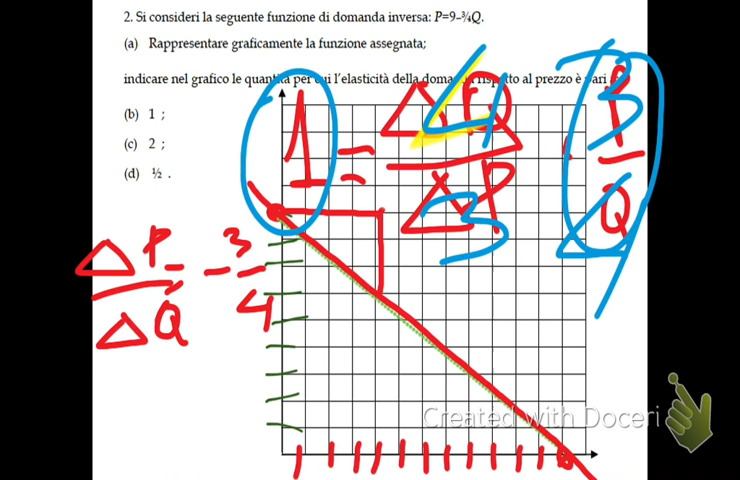 2. Si consideri la seguente funzione di domanda inversa: P=9–¾Q.
(a) Rappresentare graficamente la funzione assegnata;
indicare nel grafico le quantità per cui l'elasticità della domanda rispetto al prezzo è pari
(b) 1 ;
(c) 2 ;
(d) ½ .
1 = ΔQ
ΔP
4
3
P
Q
ΔP = - 3
ΔQ 4
Created with Doceri